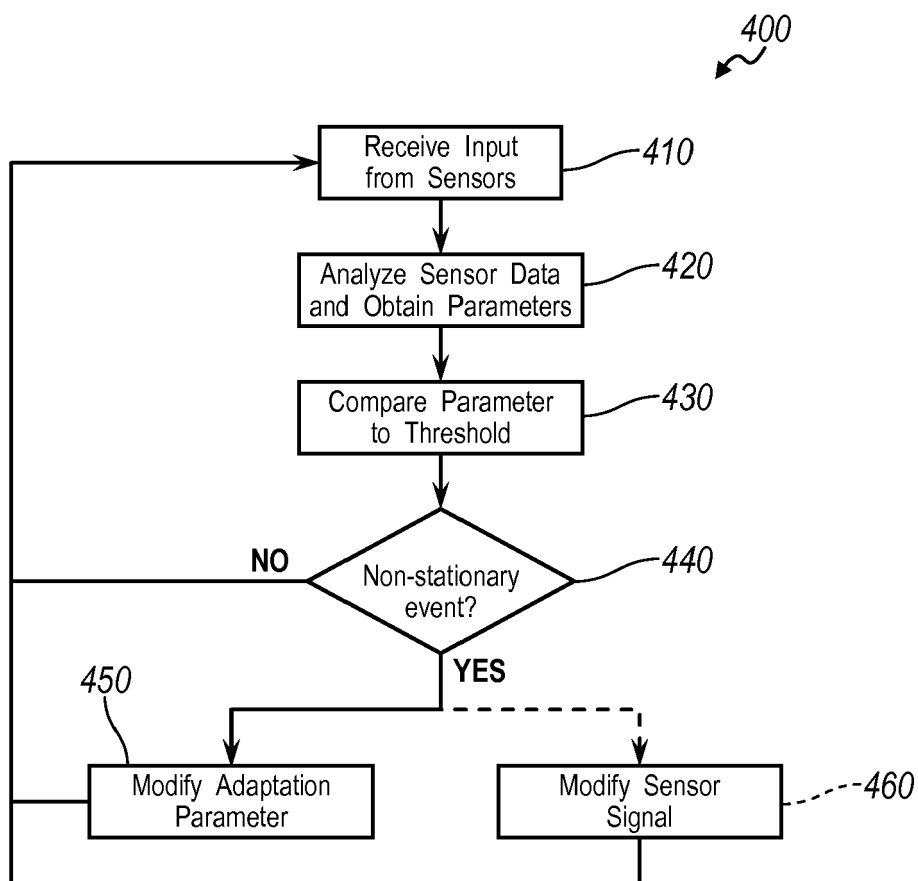 400
Receive Input
from Sensors
410
Analyze Sensor Data
and Obtain Parameters
420
Compare Parameter
to Threshold
430
NO
Non-stationary
event?
440
YES
450
Modify Adaptation
Parameter
Modify Sensor
Signal
460